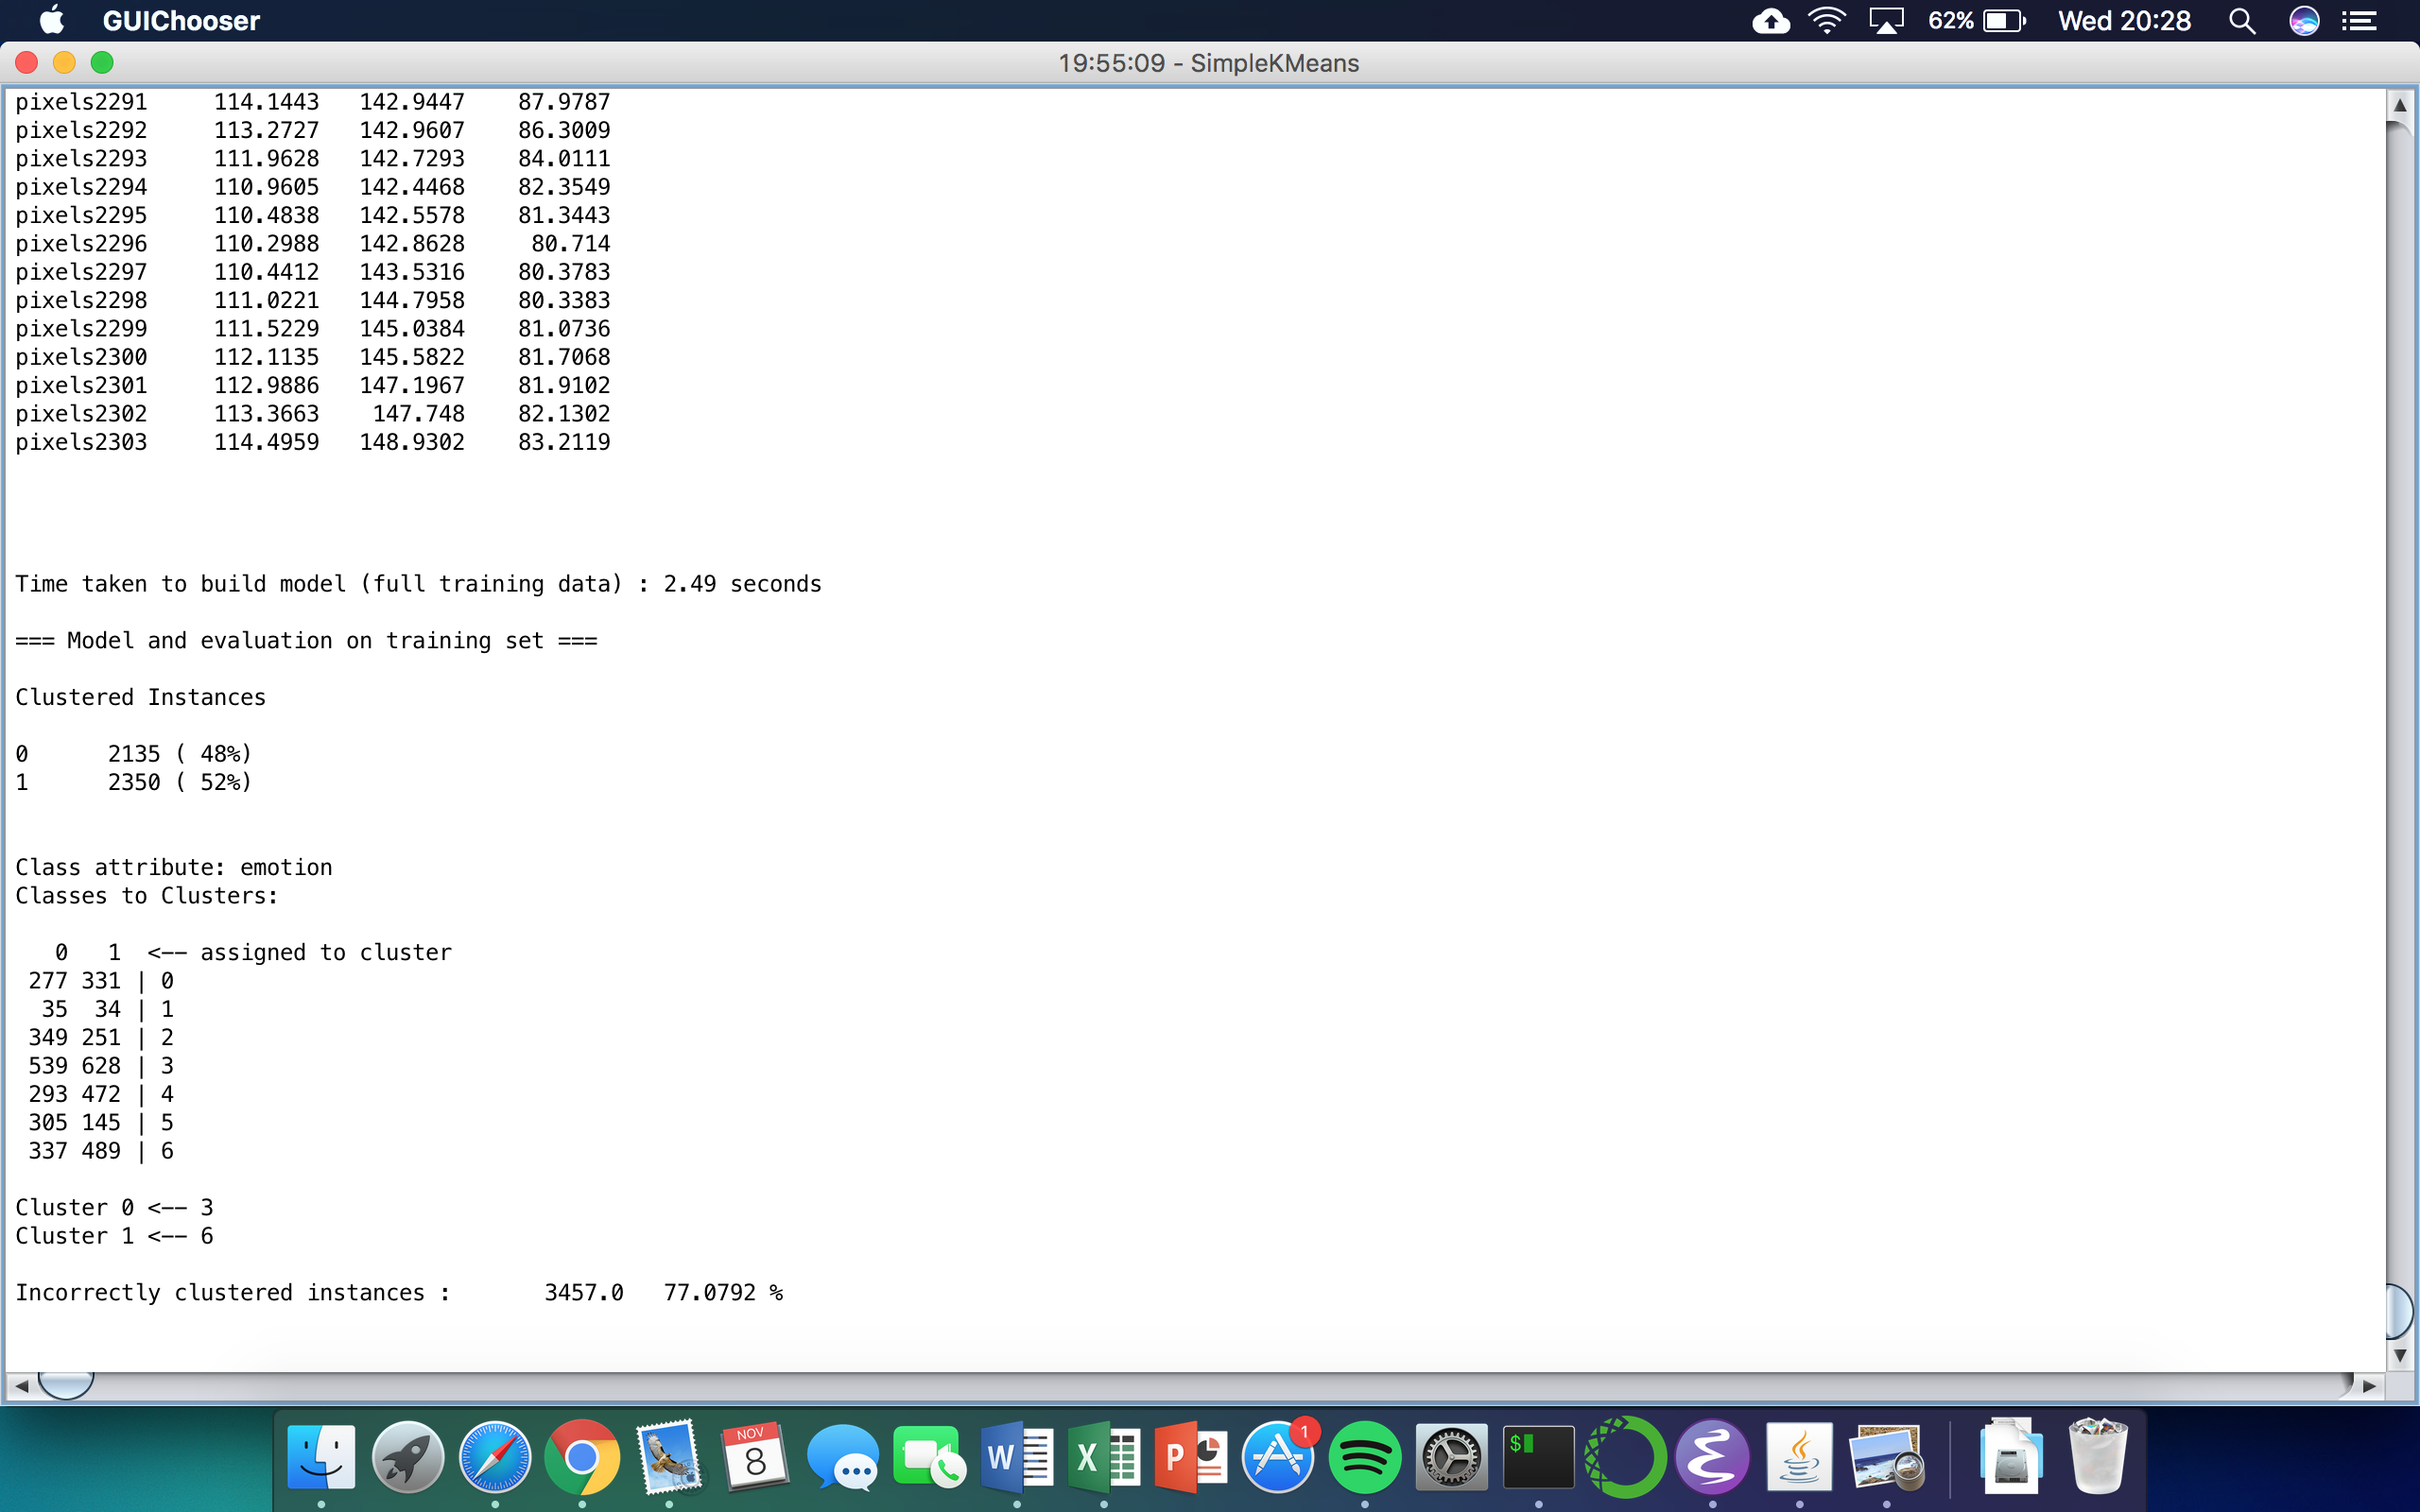 GUIChooser 62% Wed 20:28
19:55:09 - SimpleKMeans
pixels2291 114.1443 142.9447 87.9787
pixels2292 113.2727 142.9607 86.3009
pixels2293 111.9628 142.7293 84.0111
pixels2294 110.9605 142.4468 82.3549
pixels2295 110.4838 142.5578 81.3443
pixels2296 110.2988 142.8628 80.714
pixels2297 110.4412 143.5316 80.3783
pixels2298 111.0221 144.7958 80.3383
pixels2299 111.5229 145.0384 81.0736
pixels2300 112.1135 145.5822 81.7068
pixels2301 112.9886 147.1967 81.9102
pixels2302 113.3663 147.748 82.1302
pixels2303 114.4959 148.9302 83.2119
Time taken to build model (full training data) : 2.49 seconds
=== Model and evaluation on training set ===
Clustered Instances
0 2135 ( 48%)
1 2350 ( 52%)
Class attribute: emotion
Classes to Clusters:
0 1 <-- assigned to cluster
277 331 | 0
35 34 | 1
349 251 | 2
539 628 | 3
293 472 | 4
305 145 | 5
337 489 | 6
Cluster 0 <-- 3
Cluster 1 <-- 6
Incorrectly clustered instances : 3457.0 77.0792 %
NOV
8
W
X
P
1
$